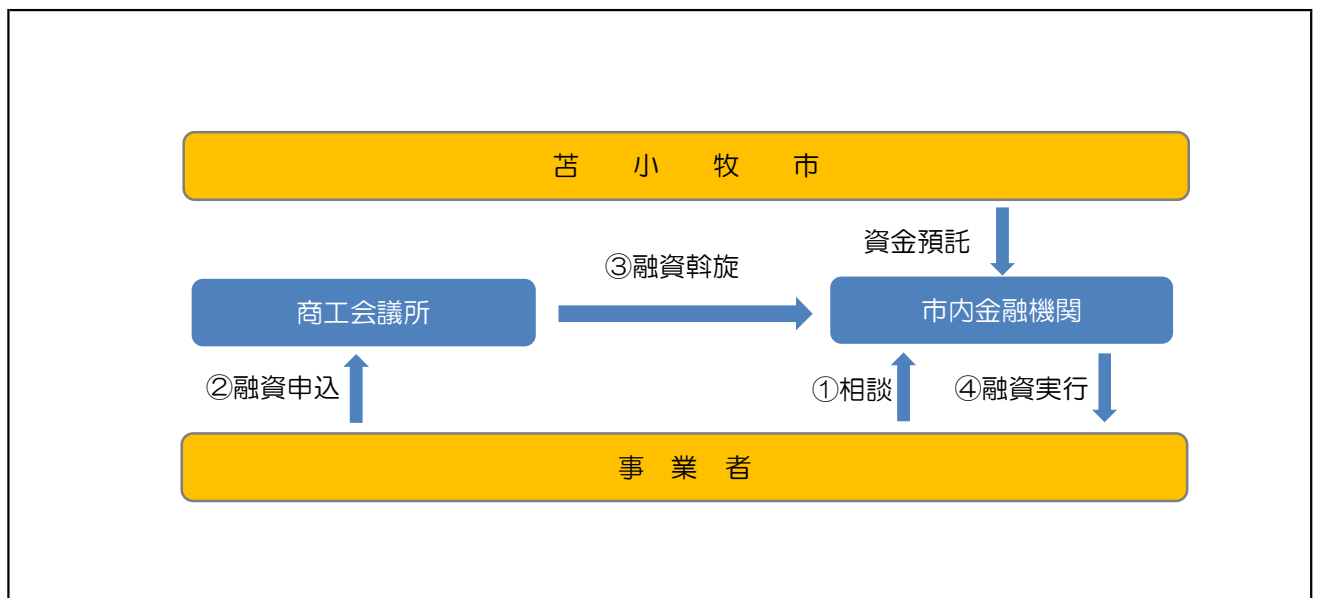 苫小牧市
資金預託
③融資斡旋
商工会議所
市内金融機関
②融資申込
①相談
④融資実行
事業者